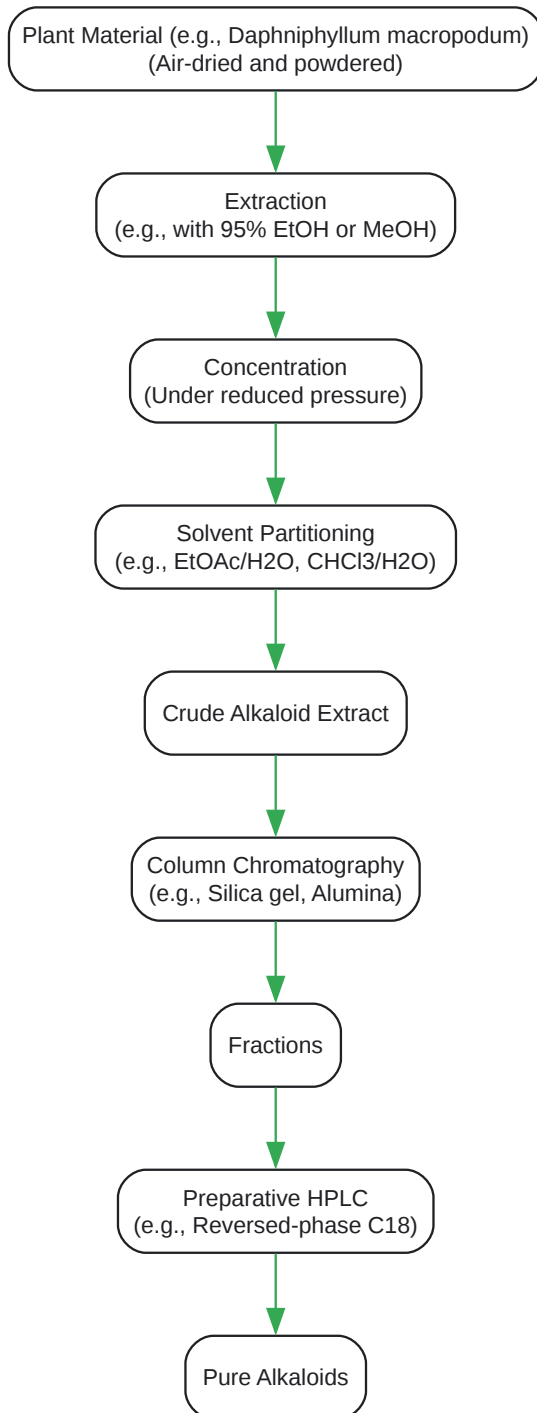 Plant Material (e.g., Daphniphyllum macropodum)
(Air-dried and powdered)
Extraction
(e.g., with 95% EtOH or MeOH)
Concentration
(Under reduced pressure)
Solvent Partitioning
(e.g., EtOAc/H2O, CHCl3/H2O)
Crude Alkaloid Extract
Column Chromatography
(e.g., Silica gel, Alumina)
Fractions
Preparative HPLC
(e.g., Reversed-phase C18)
Pure Alkaloids